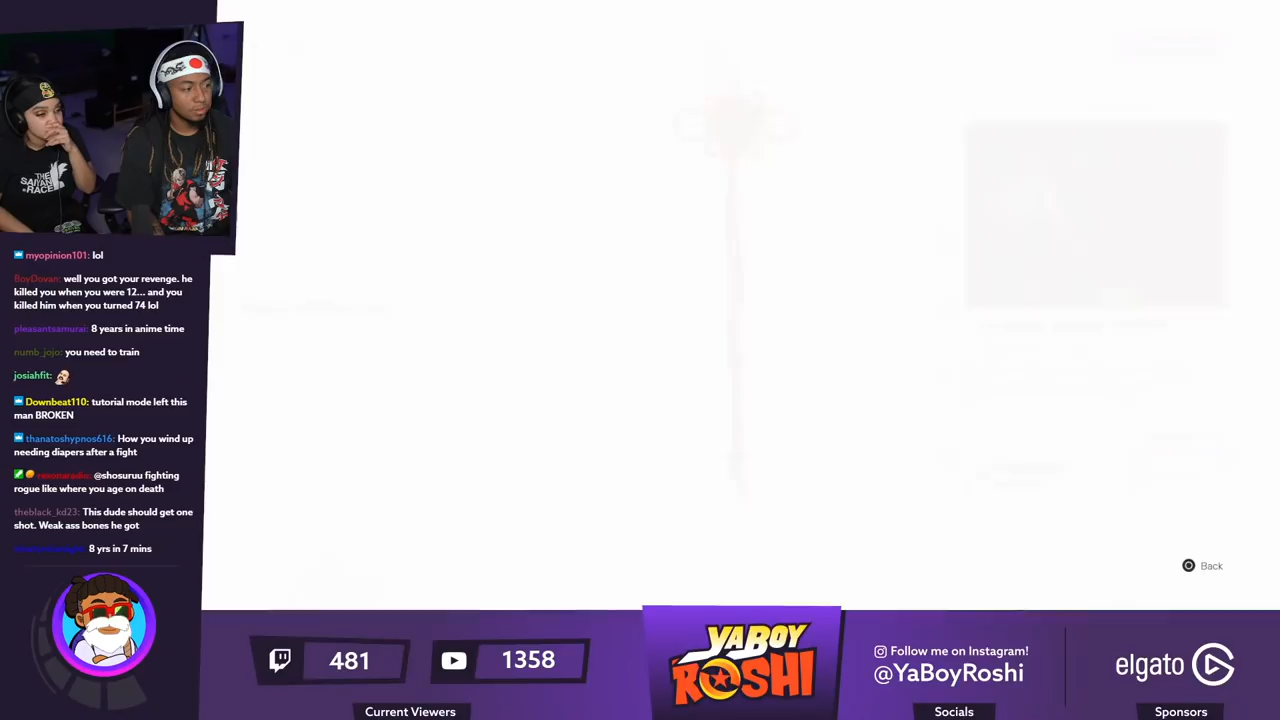 THE
SAIYAN
RACE
myopinion101: lol
BoyDovan: well you got your revenge. he
killed you when you were 12... and you
killed him when you turned 74 lol
pleasantsamurai: 8 years in anime time
numb_jojo: you need to train
josiahfit:
Downbeat110: tutorial mode left this
man BROKEN
thanatoshypnos616: How you wind up
needing diapers after a fight
@shosuruu fighting
rogue like where you age on death
theblack_kd23: This dude should get one
shot. Weak ass bones he got
8 yrs in 7 mins
Back
481
1358
Current Viewers
YABOY
ROSHI
Follow me on Instagram!
@YaBoyRoshi
Socials
elgato
Sponsors